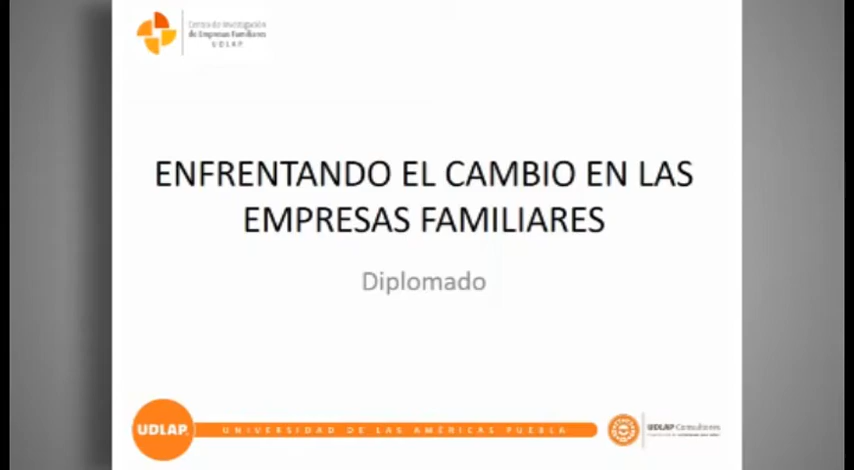 Centro de Investigación
de Empresas Familiares
UDLAP
ENFRENTANDO EL CAMBIO EN LAS
EMPRESAS FAMILIARES
Diplomado
UDLAP
UNIVERSIDAD DE LAS AMÉRICAS PUEBLA
UDLAP Consultores